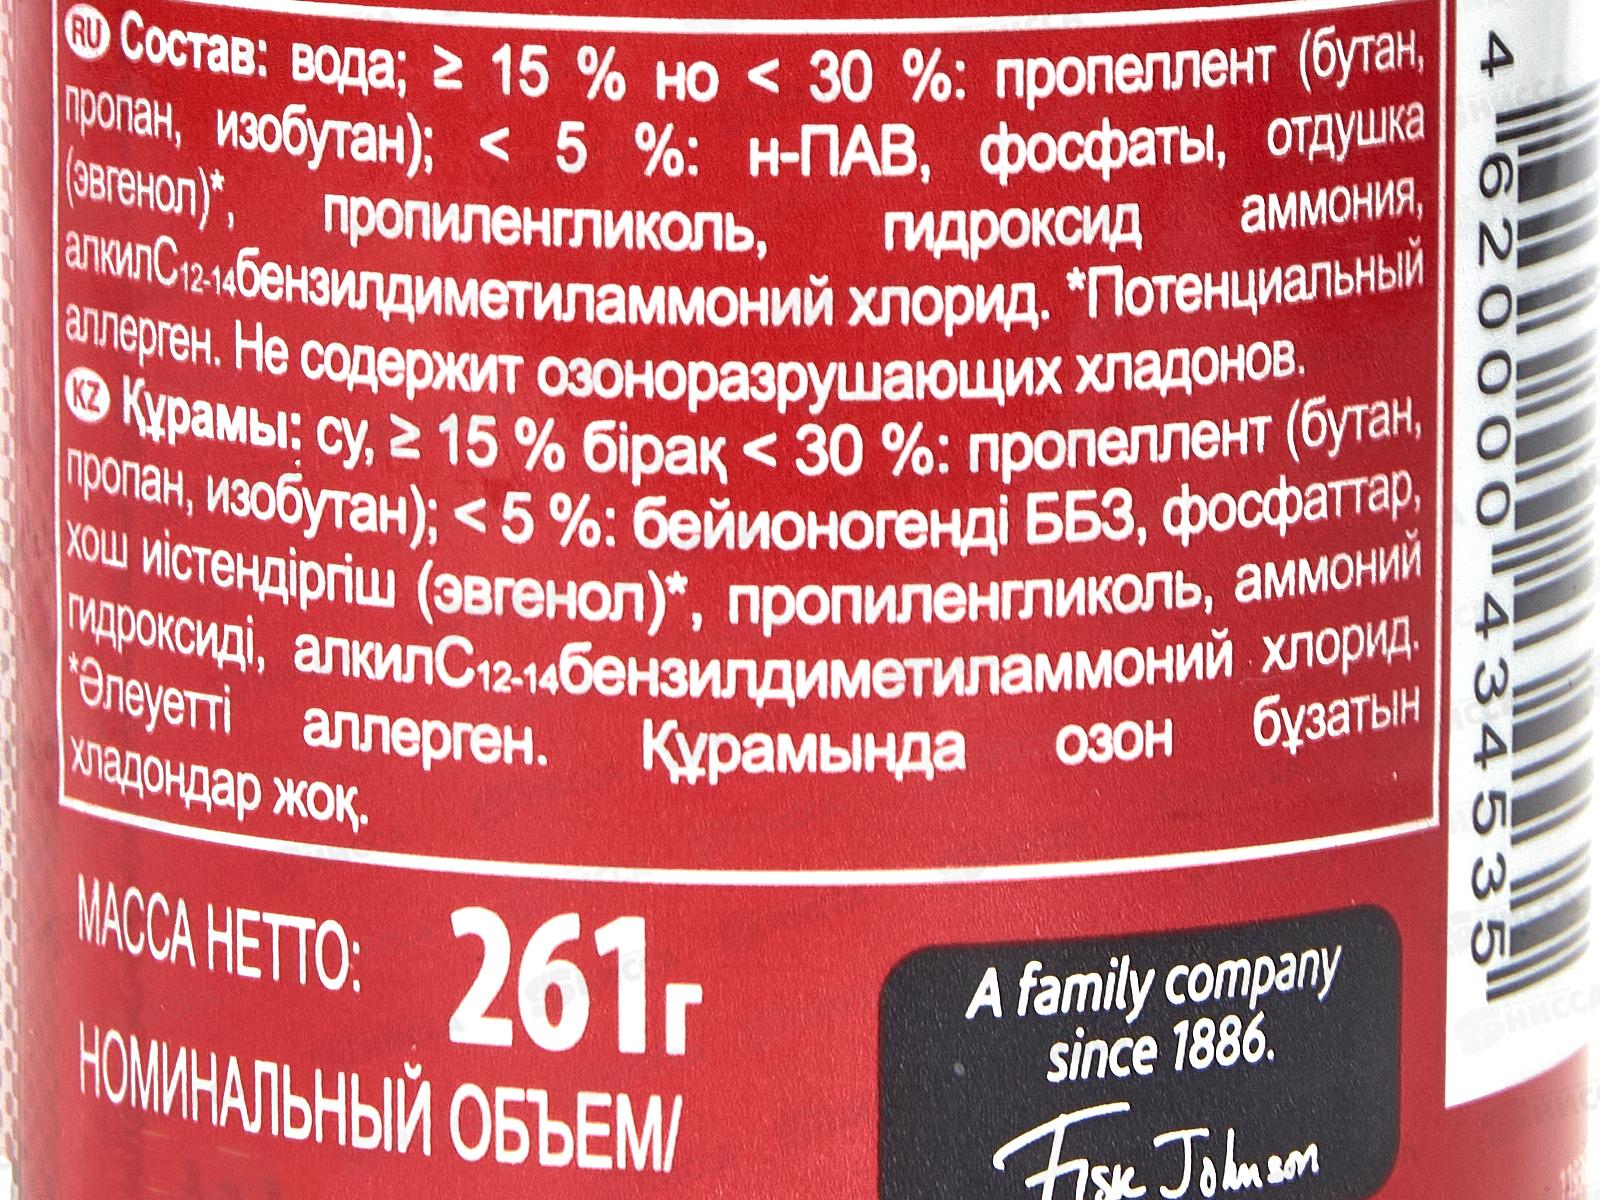 RU Состав: вода; ≥ 15 % но < 30 %: пропеллент (бутан,
пропан, изобутан); < 5 %: н-ПАВ, фосфаты, отдушка
(эвгенол)*, пропиленгликоль, гидроксид аммония,
алкилC12-14бензилдиметиламмоний хлорид. *Потенциальный
аллерген. Не содержит озоноразрушающих хладонов.
KZ Құрамы: су, ≥ 15 % бірақ < 30 %: пропеллент (бутан,
пропан, изобутан); < 5 %: бейионогенді ББЗ, фосфаттар,
хош иістендіргіш (эвгенол)*, пропиленгликоль, аммоний
гидроксиді, алкилC12-14бензилдиметиламмоний хлорид.
*Әлеуетті аллерген. Құрамында озон бұзатын
хладондар жоқ.
МАССА НЕТТО: 261г
НОМИНАЛЬНЫЙ ОБЪЕМ/
A family company
since 1886.
Fisk Johnson
4 620000 434535